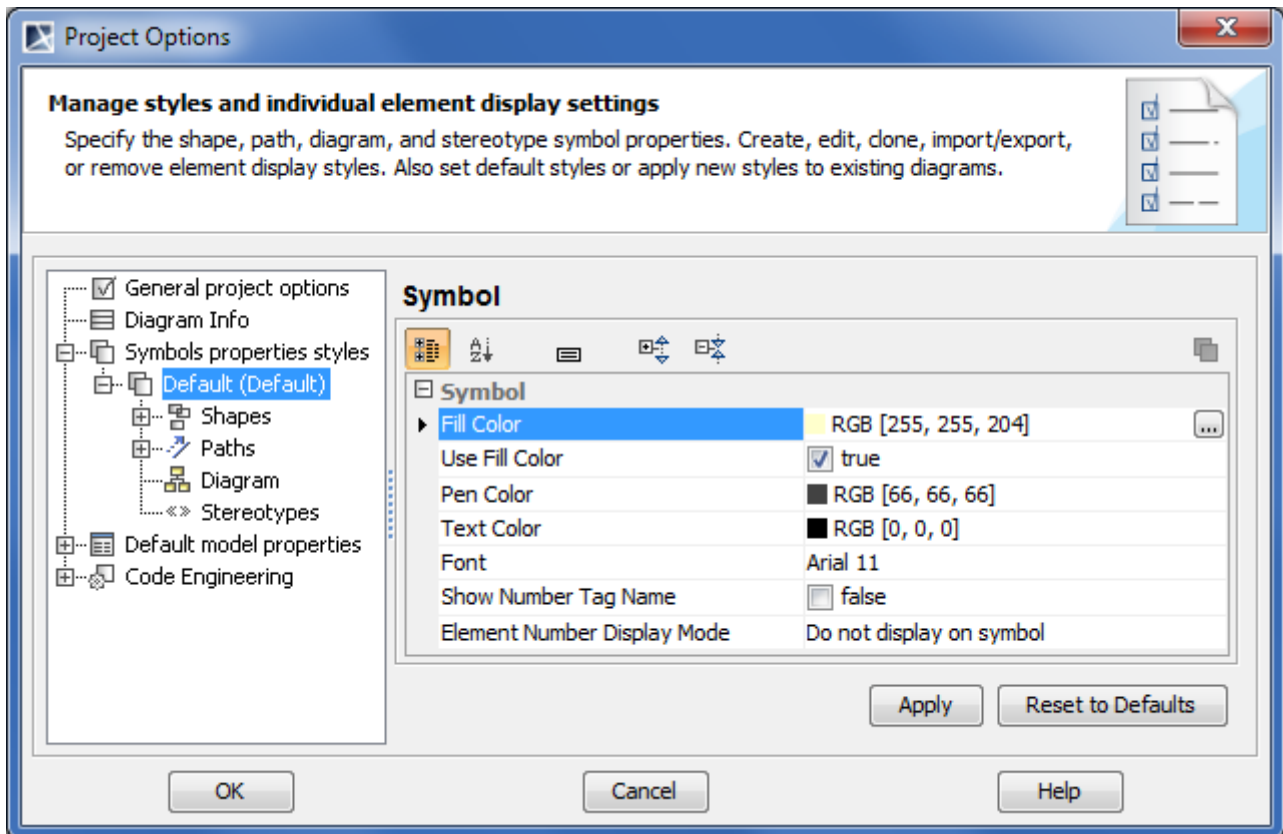 Project Options
Manage styles and individual element display settings
Specify the shape, path, diagram, and stereotype symbol properties. Create, edit, clone, import/export,
or remove element display styles. Also set default styles or apply new styles to existing diagrams.
General project options
Diagram Info
Symbols properties styles
Default (Default)
Shapes
Paths
Diagram
«» Stereotypes
Default model properties
Code Engineering
Symbol
Symbol
Fill Color RGB [255, 255, 204] ...
Use Fill Color true
Pen Color RGB [66, 66, 66]
Text Color RGB [0, 0, 0]
Font Arial 11
Show Number Tag Name false
Element Number Display Mode Do not display on symbol
Apply Reset to Defaults
OK Cancel Help